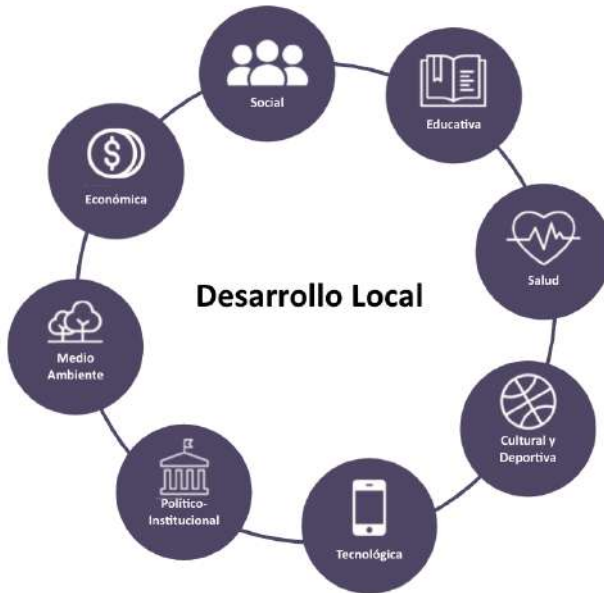 Social
Educativa
Económica
Salud
Desarrollo Local
Medio
Ambiente
Cultural y
Deportiva
Político-
Institucional
Tecnológica